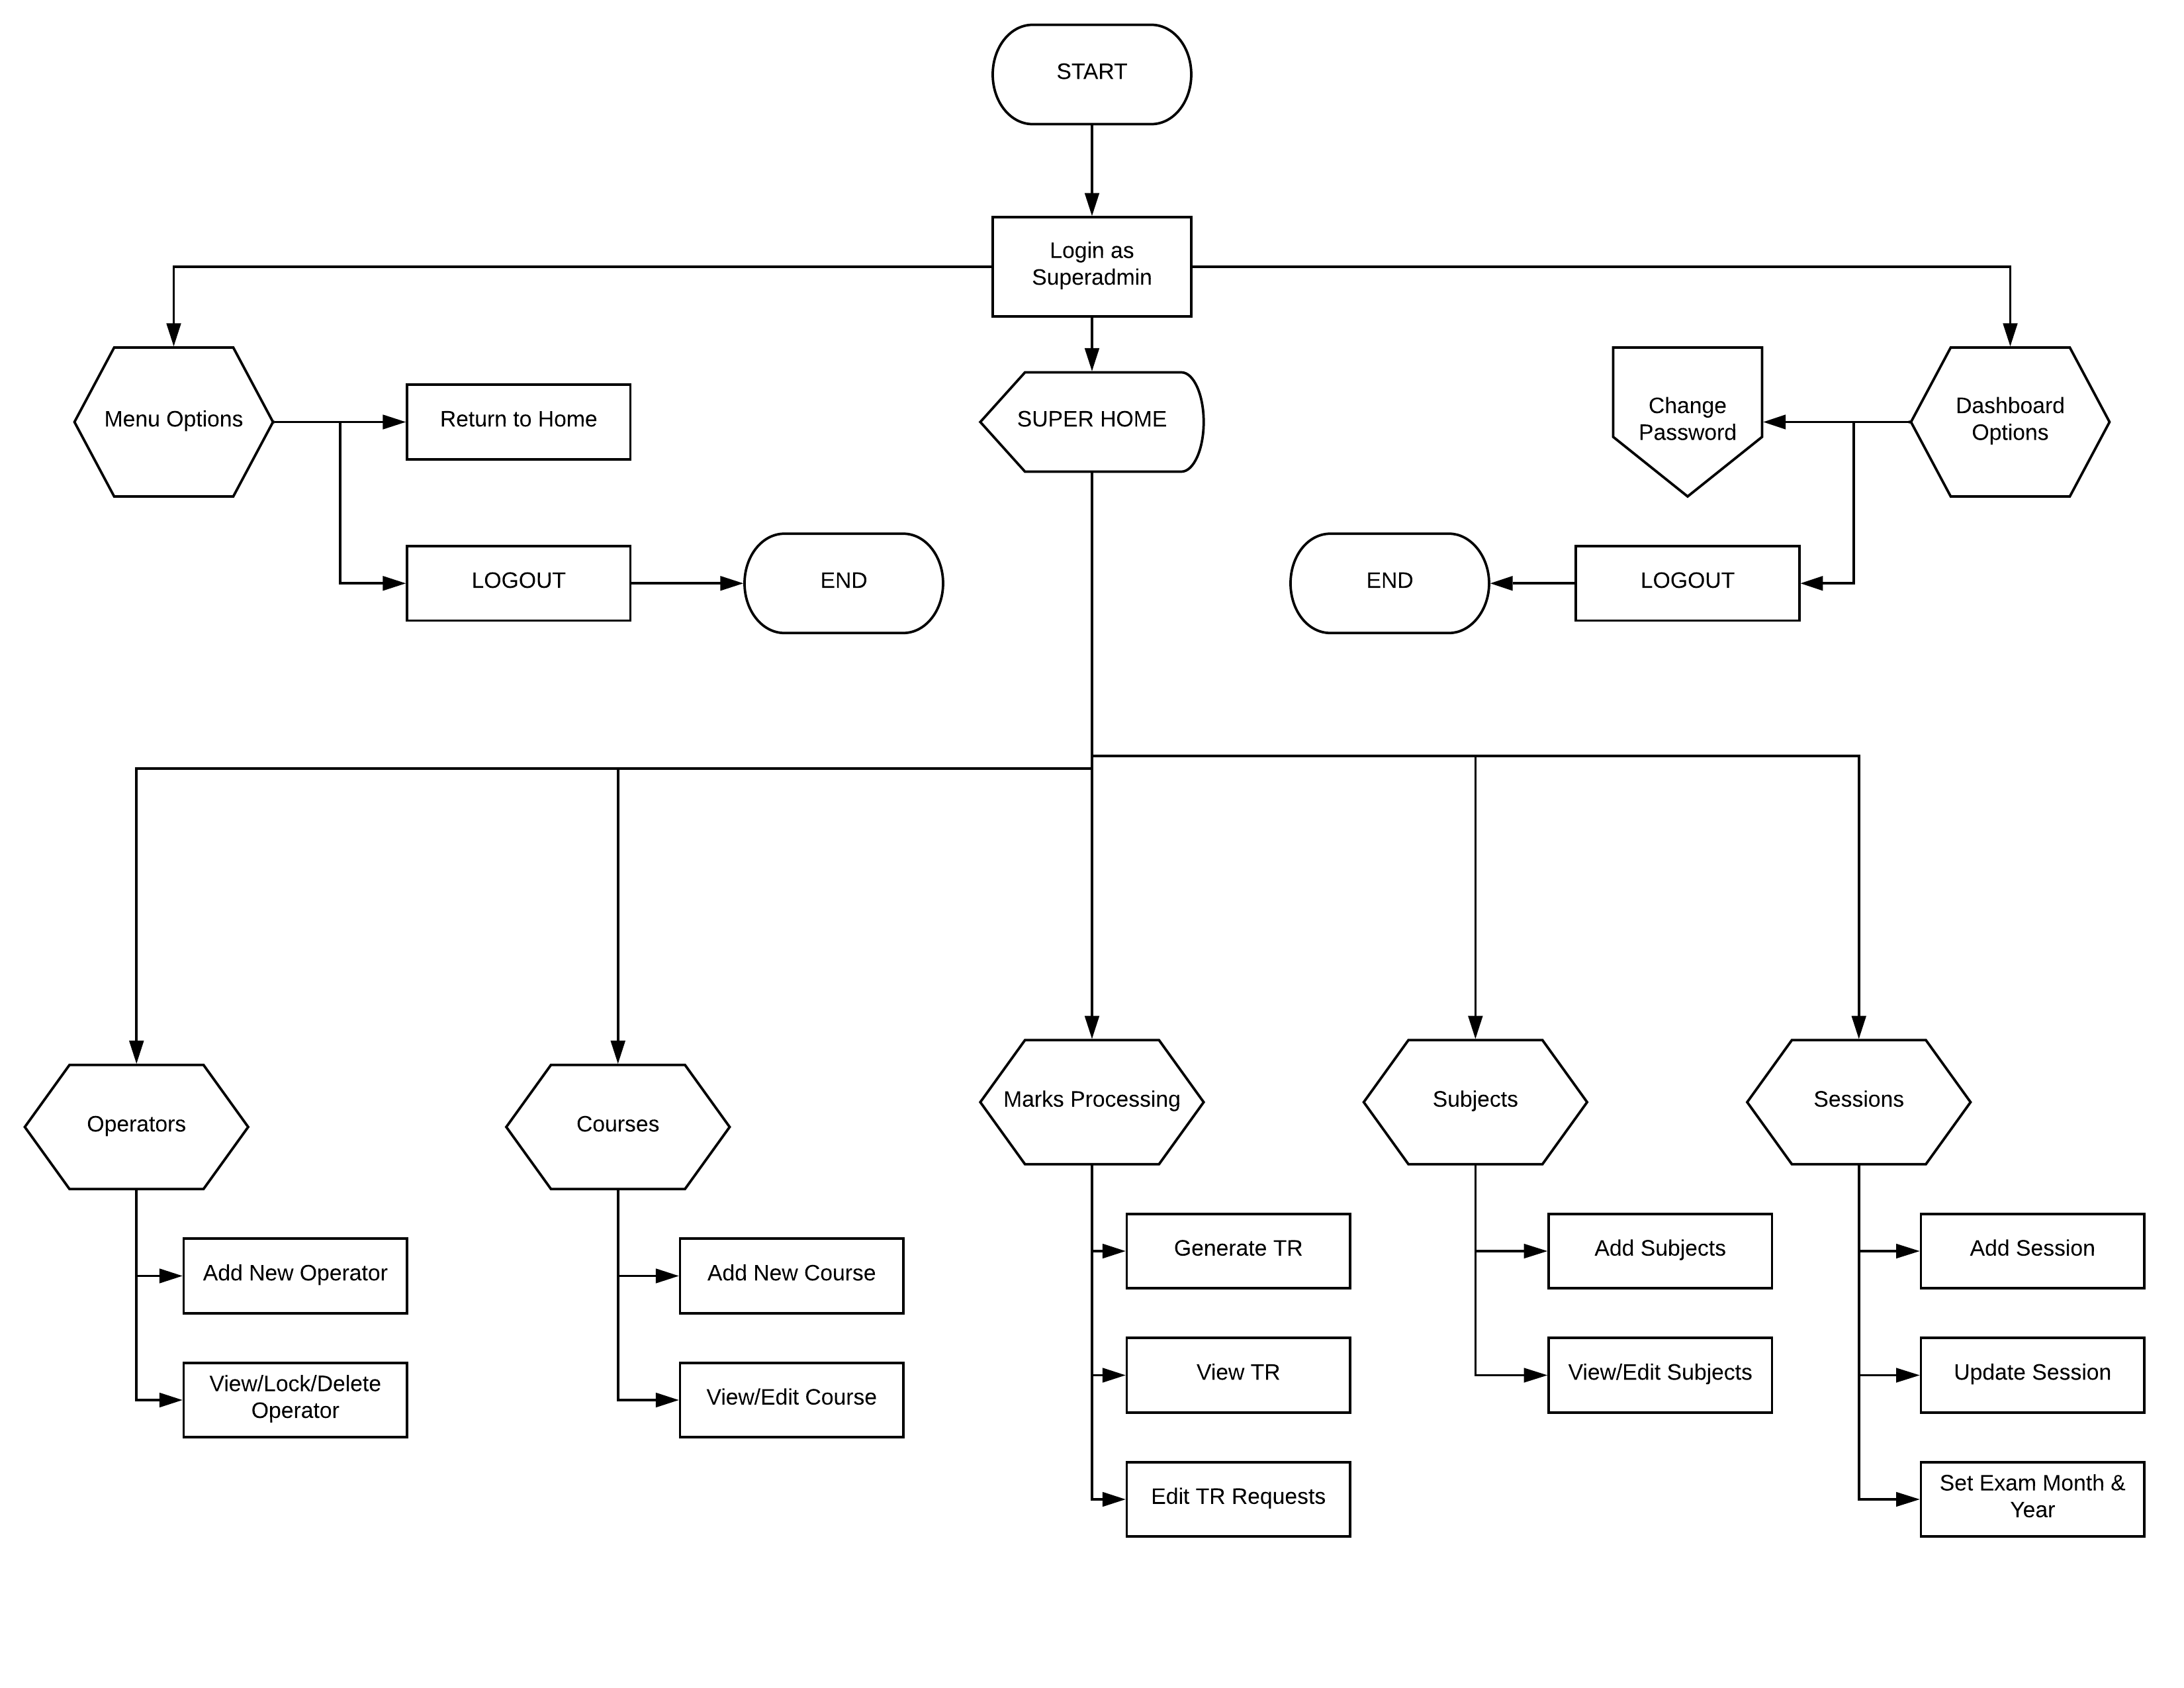 START
Login as
Superadmin
Menu Options
Return to Home
SUPER HOME
Change
Password
Dashboard
Options
LOGOUT
END
END
LOGOUT
Operators
Courses
Marks Processing
Subjects
Sessions
Add New Operator
View/Lock/Delete
Operator
Add New Course
View/Edit Course
Generate TR
View TR
Edit TR Requests
Add Subjects
View/Edit Subjects
Add Session
Update Session
Set Exam Month &
Year